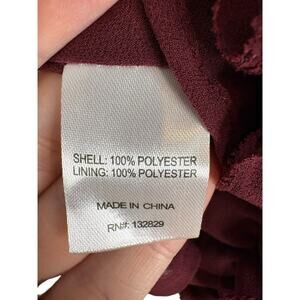 SHELL: 100% POLYESTER
LINING: 100% POLYESTER
MADE IN CHINA
RN#: 132829